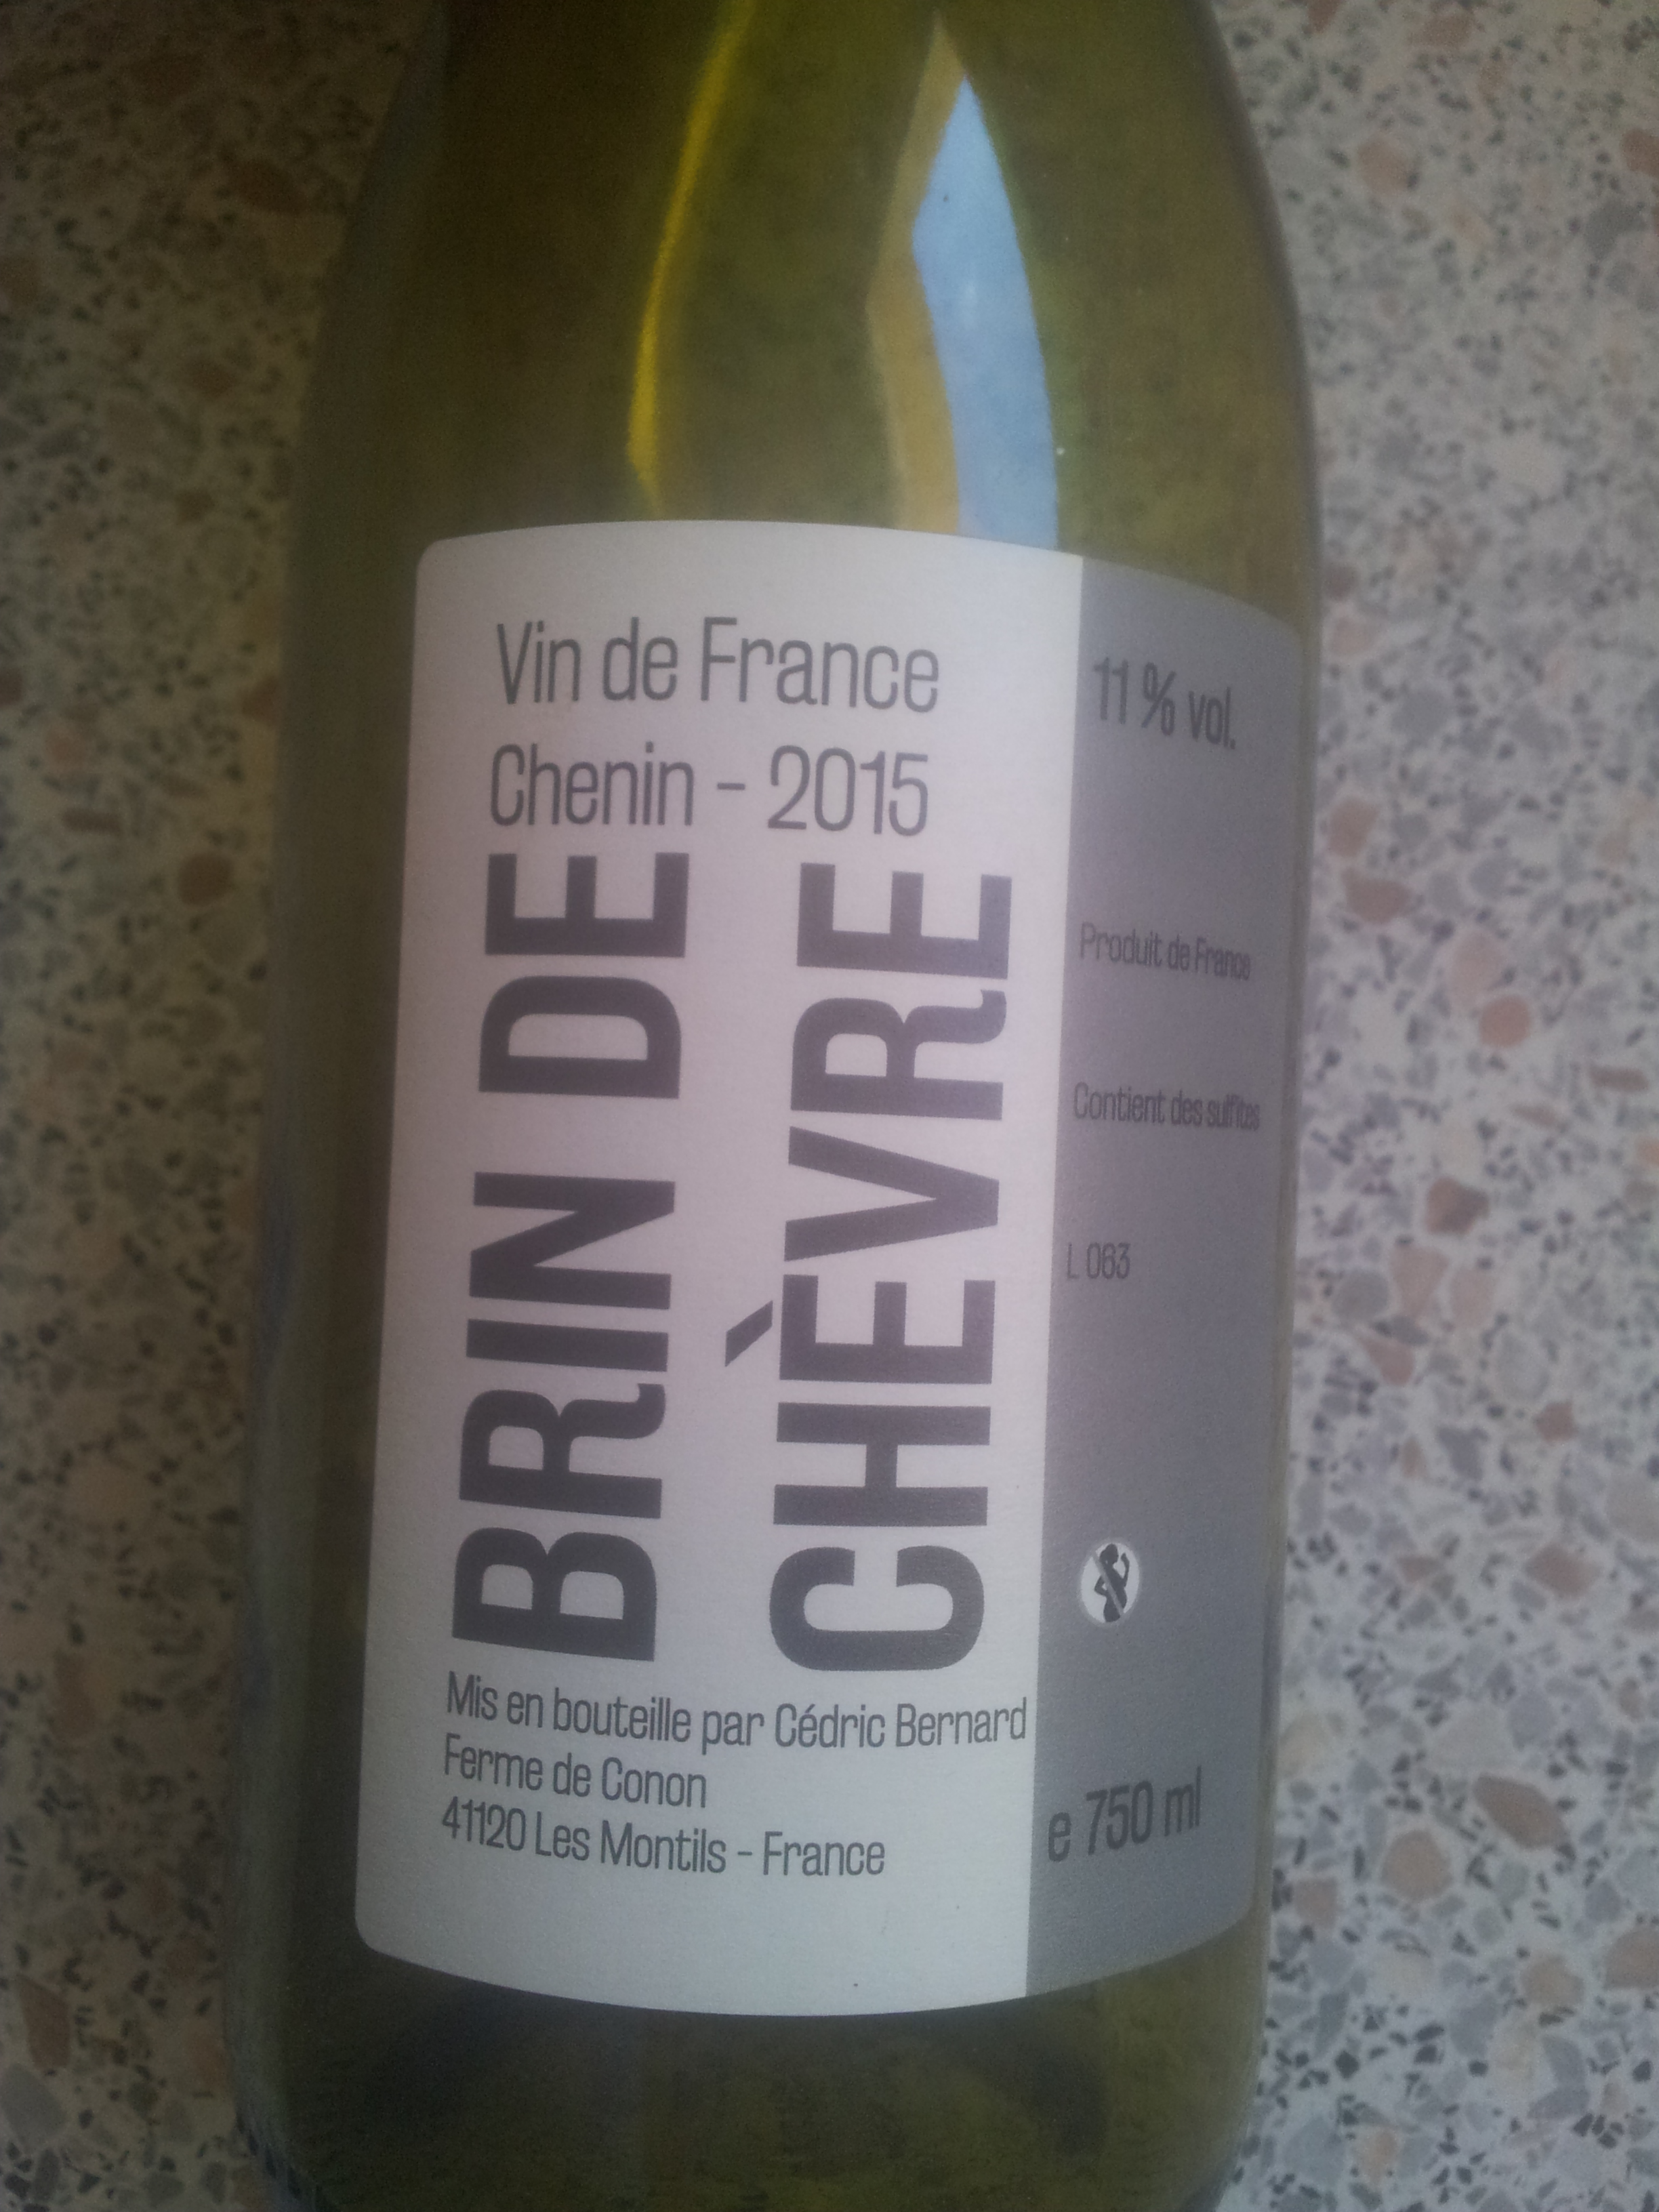 Vin de France
Chenin - 2015
BRIN DE
CHÈVRE
Mis en bouteille par Cédric Bernard
Ferme de Conon
41120 Les Montils - France
11 % vol.
Produit de France
Contient des sulfites
L 063
e 750 ml